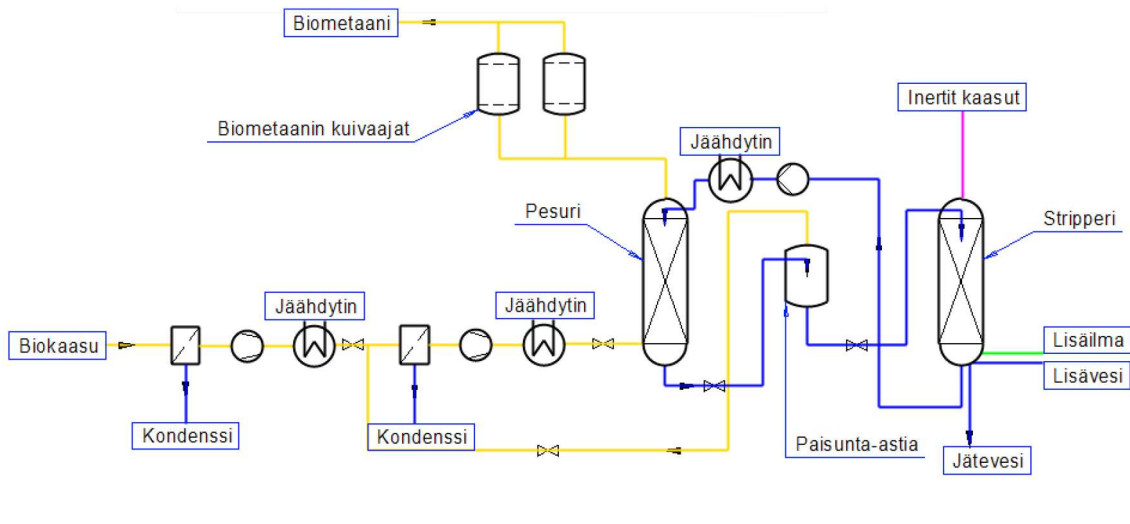 Biometaani
Inertit kaasut
Biometaanin kuivaajat
Jäähdytin
Pesuri
Stripperi
Jäähdytin
Jäähdytin
Biokaasu
Lisäilma
Lisävesi
Kondenssi
Kondenssi
Paisunta-astia
Jätevesi